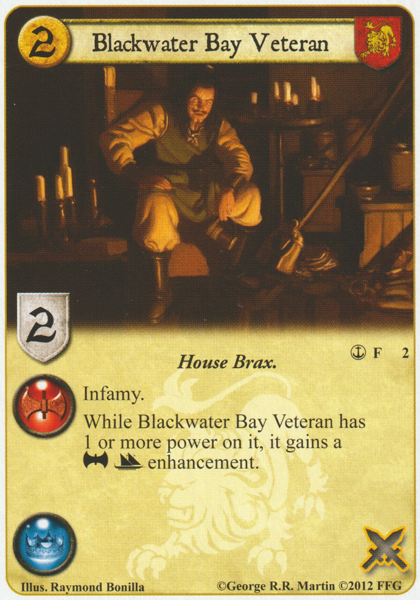 2 Blackwater Bay Veteran
2
F 2
House Brax.
Infamy.
While Blackwater Bay Veteran has
1 or more power on it, it gains a
enhancement.
Illus. Raymond Bonilla ©George R.R. Martin ©2012 FFG